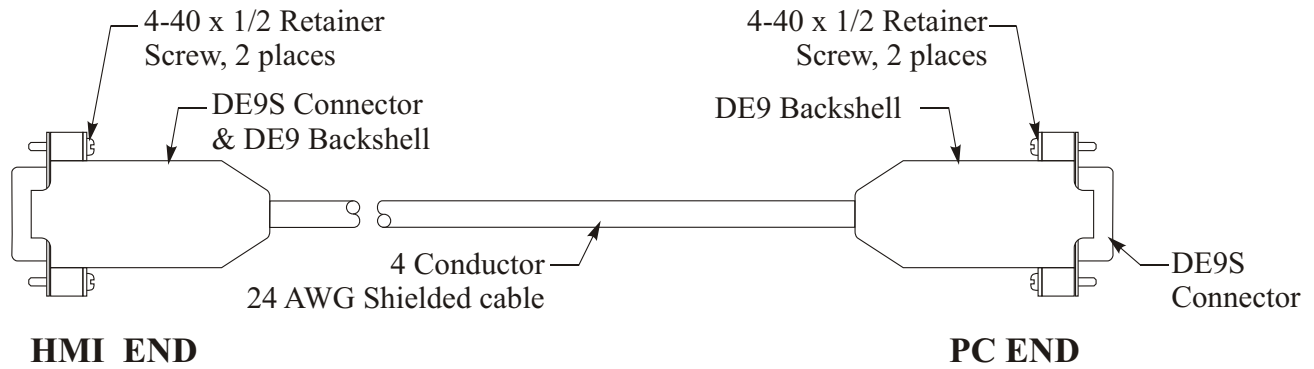 4-40 x 1/2 Retainer
Screw, 2 places
DE9S Connector
& DE9 Backshell
4-40 x 1/2 Retainer
Screw, 2 places
DE9 Backshell
4 Conductor
24 AWG Shielded cable
DE9S
Connector
HMI END
PC END